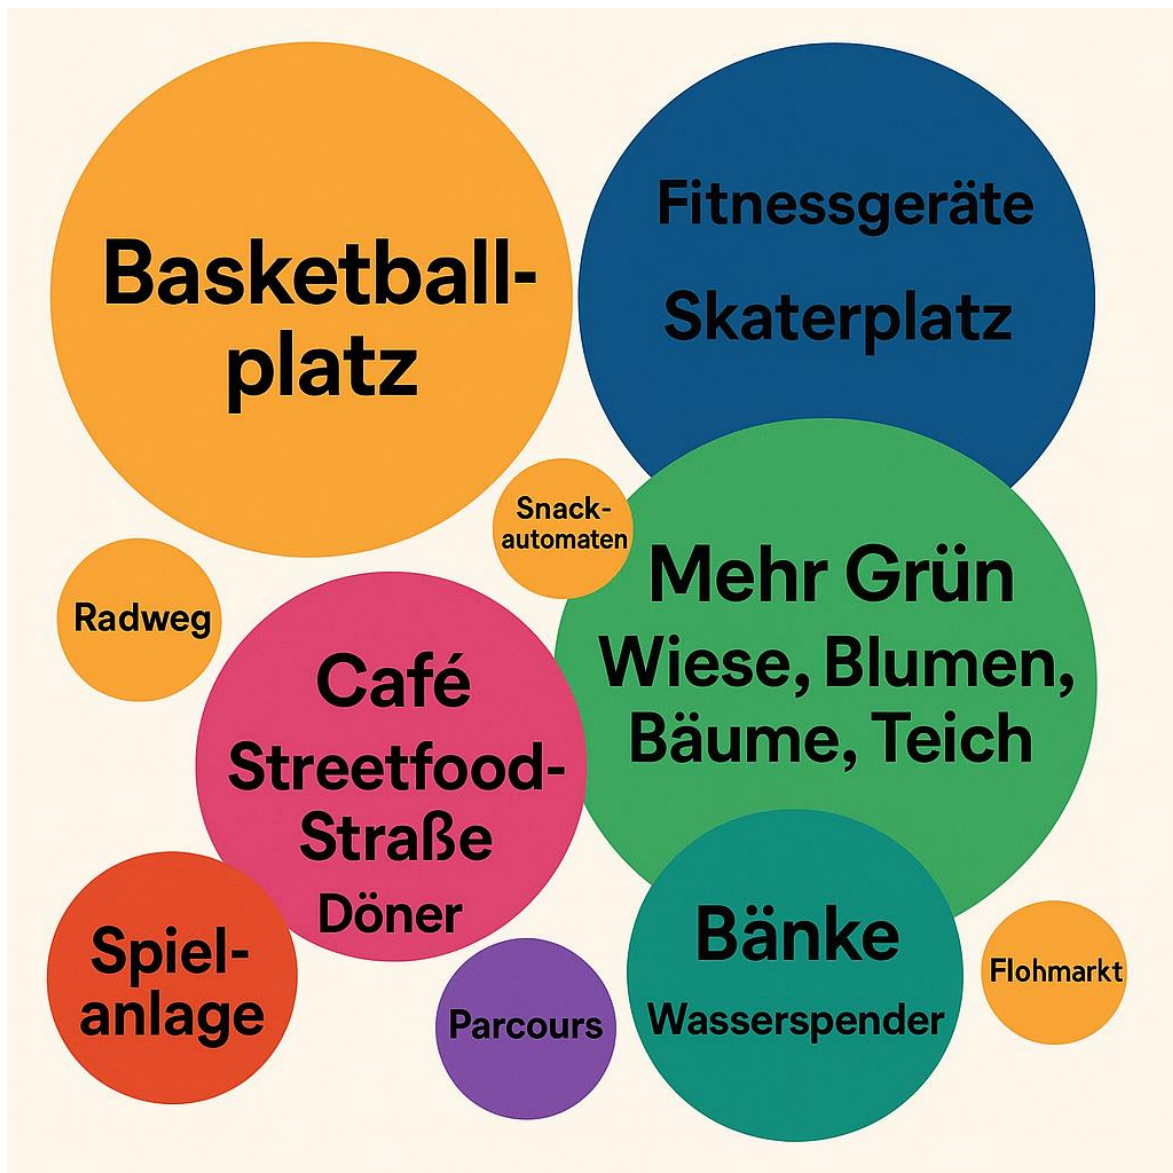 Basketball-
platz
Fitnessgeräte
Skaterplatz
Snack-
automaten
Mehr Grün
Wiese, Blumen,
Bäume, Teich
Radweg
Café
Streetfood-
Straße
Döner
Spiel-
anlage
Parcours
Bänke
Wasserspender
Flohmarkt